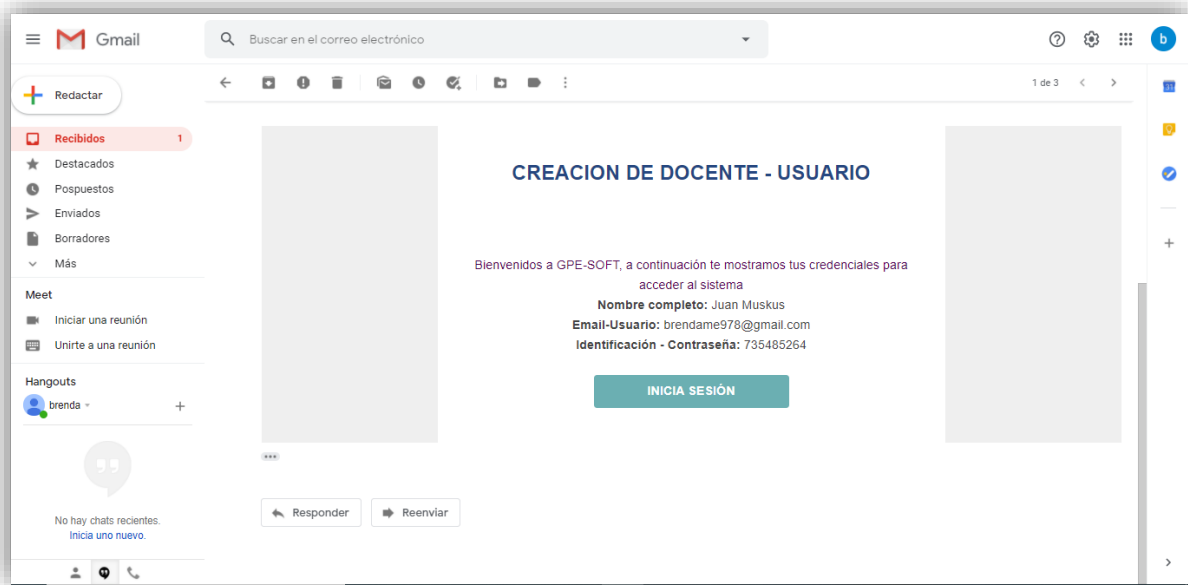 Gmail
Buscar en el correo electrónico
b
Redactar
1 de 3
Recibidos 1
Destacados
Pospuestos
Enviados
Borradores
Más
Meet
Iniciar una reunión
Unirte a una reunión
Hangouts
brenda
No hay chats recientes.
Inicia uno nuevo.
CREACION DE DOCENTE - USUARIO
Bienvenidos a GPE-SOFT, a continuación te mostramos tus credenciales para
acceder al sistema
Nombre completo: Juan Muskus
Email-Usuario: brendame978@gmail.com
Identificación - Contraseña: 735485264
INICIA SESIÓN
Responder
Reenviar
31